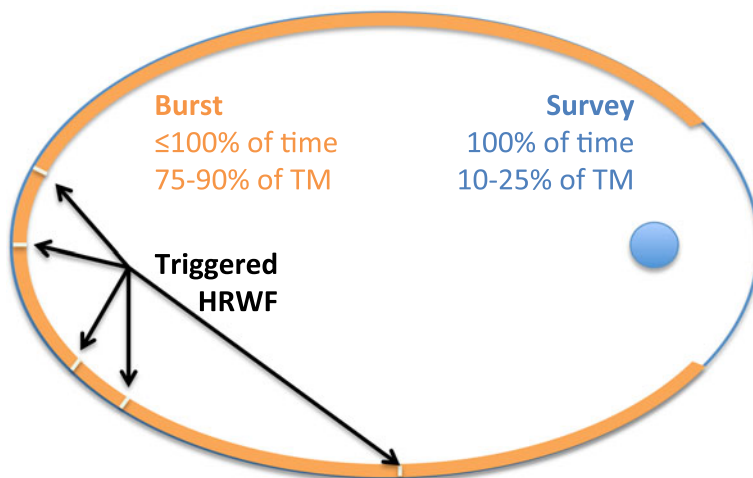 Burst
≤100% of time
75-90% of TM
Survey
100% of time
10-25% of TM
Triggered
HRWF